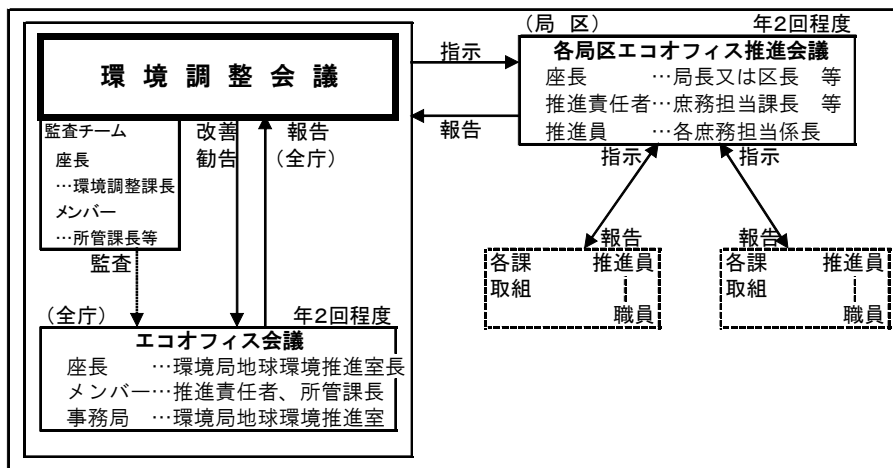 環境調整会議
監査チーム
座長
…環境調整課長
メンバー
…所管課長等
監査
改善
勧告
報告
(全庁)
(全庁) 年2回程度
エコオフィス会議
座長 …環境局地球環境推進室長
メンバー…推進責任者、所管課長
事務局 …環境局地球環境推進室
指示
報告
(局 区) 年2回程度
各局区エコオフィス推進会議
座長 …局長又は区長 等
推進責任者…庶務担当課長 等
推進員 …各庶務担当係長
指示 指示
報告 報告
各課 推進員
取組
職員
各課 推進員
取組
職員